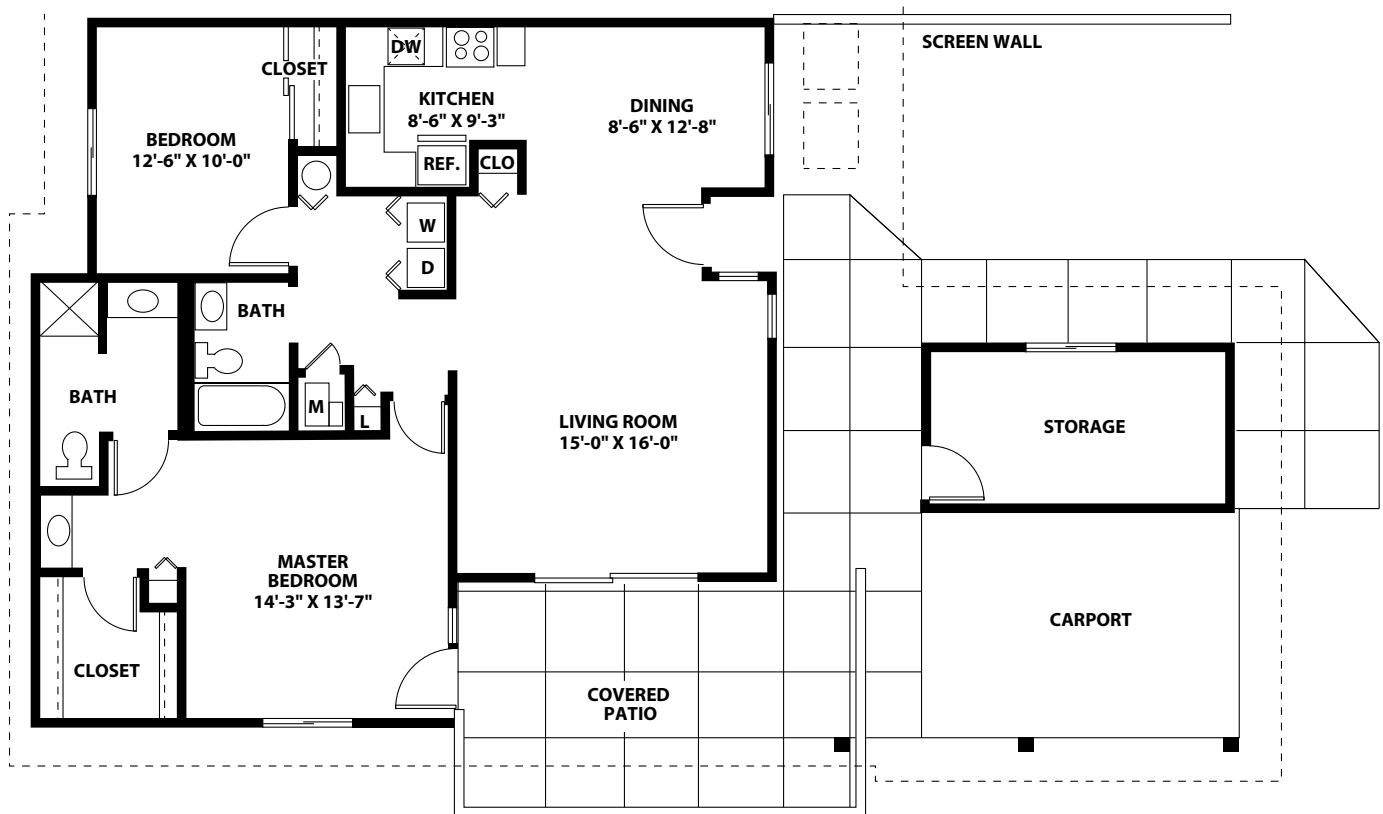 SCREEN WALL
DW
CLOSET
KITCHEN
8'-6" X 9'-3"
DINING
8'-6" X 12'-8"
BEDROOM
12'-6" X 10'-0"
REF.
CLO
W
D
BATH
BATH
M
L
LIVING ROOM
15'-0" X 16'-0"
STORAGE
MASTER
BEDROOM
14'-3" X 13'-7"
CARPORT
CLOSET
COVERED
PATIO